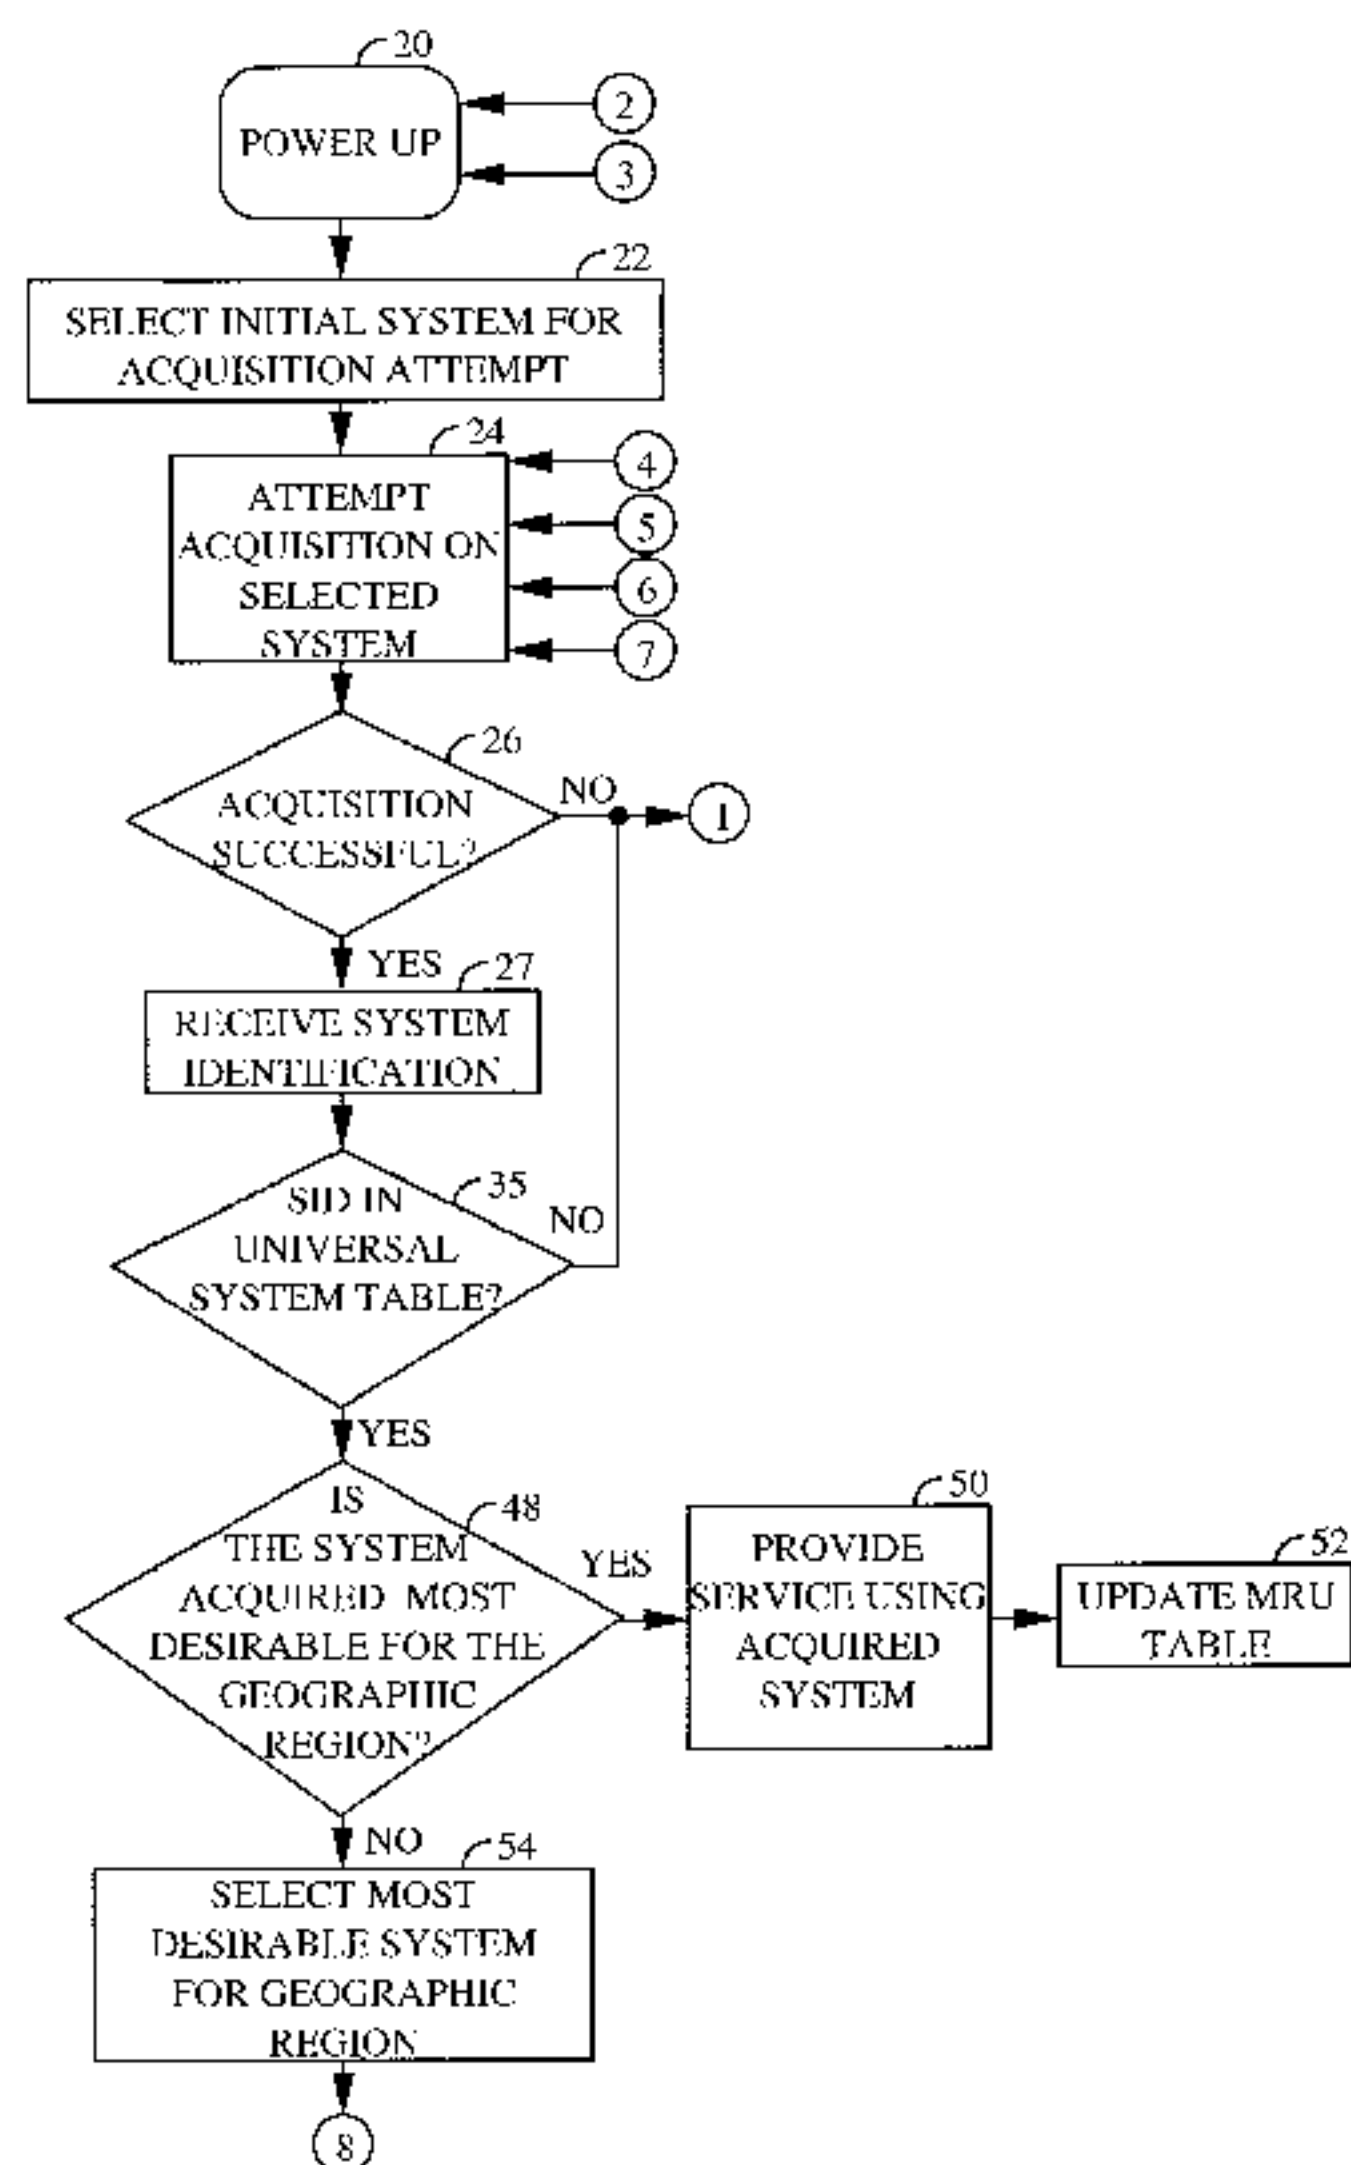 20
POWER UP
2
3
22
SELECT INITIAL SYSTEM FOR
ACQUISITION ATTEMPT
24
ATTEMPT
ACQUISITION ON
SELECTED
SYSTEM
4
5
6
7
26
ACQUISITION
SUCCESSFUL?
NO
1
YES
27
RECEIVE SYSTEM
IDENTIFICATION
35
SID IN
UNIVERSAL
SYSTEM TABLE?
NO
YES
48
IS
THE SYSTEM
ACQUIRED MOST
DESIRABLE FOR THE
GEOGRAPHIC
REGION?
YES
50
PROVIDE
SERVICE USING
ACQUIRED
SYSTEM
52
UPDATE MRU
TABLE
NO
54
SELECT MOST
DESIRABLE SYSTEM
FOR GEOGRAPHIC
REGION
8